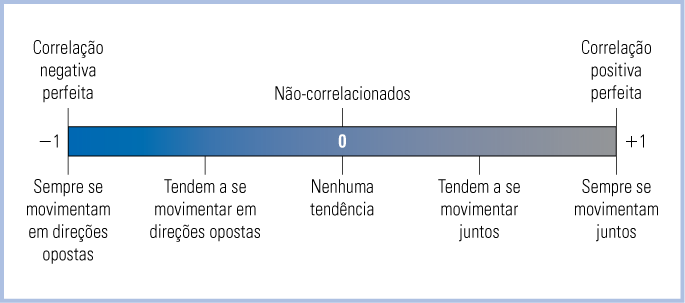 Correlação
negativa
perfeita
Não-correlacionados
Correlação
positiva
perfeita
−1
0
+1
Sempre se
movimentam
em direções
opostas
Tendem a se
movimentar em
direções opostas
Nenhuma
tendência
Tendem a se
movimentar
juntos
Sempre se
movimentam
juntos